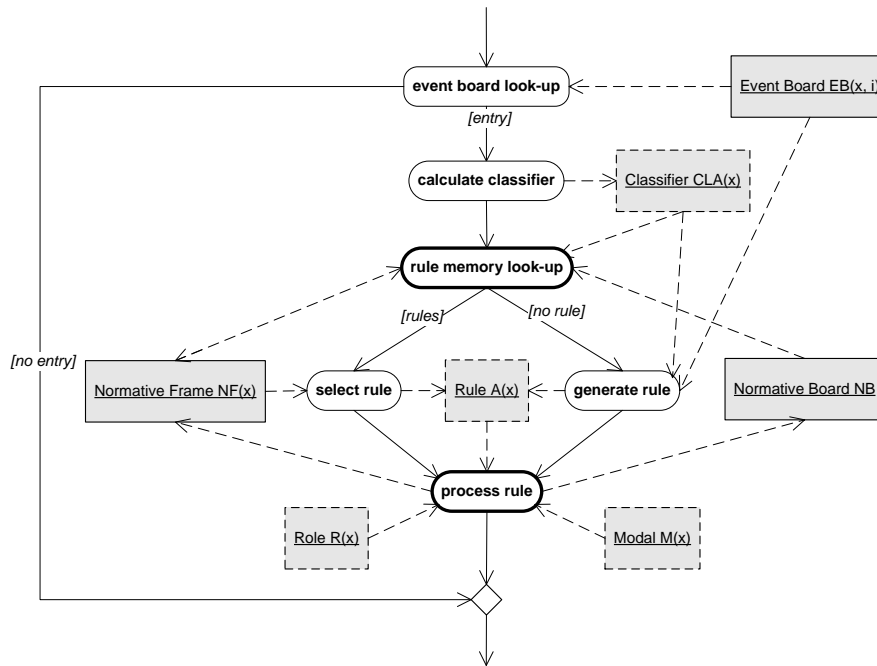 event board look-up
Event Board EB(x, i)
[entry]
calculate classifier
Classifier CLA(x)
rule memory look-up
[rules]
[no rule]
[no entry]
Normative Frame NF(x)
select rule
Rule A(x)
generate rule
Normative Board NB
process rule
Role R(x)
Modal M(x)